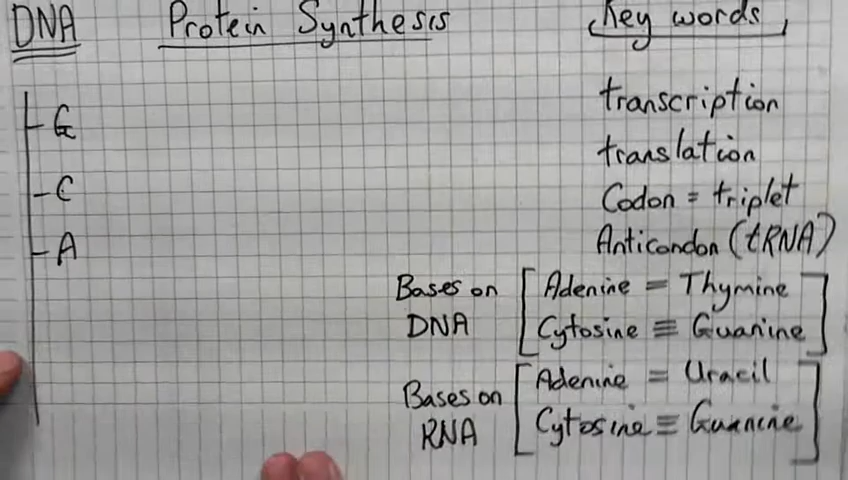 DNA Protein Synthesis Key words
G
C
A
transcription
translation
Codon = triplet
Anticondon (tRNA)
Bases on DNA
Adenine = Thymine
Cytosine ≡ Guanine
Bases on RNA
Adenine = Uracil
Cytosine ≡ Guanine